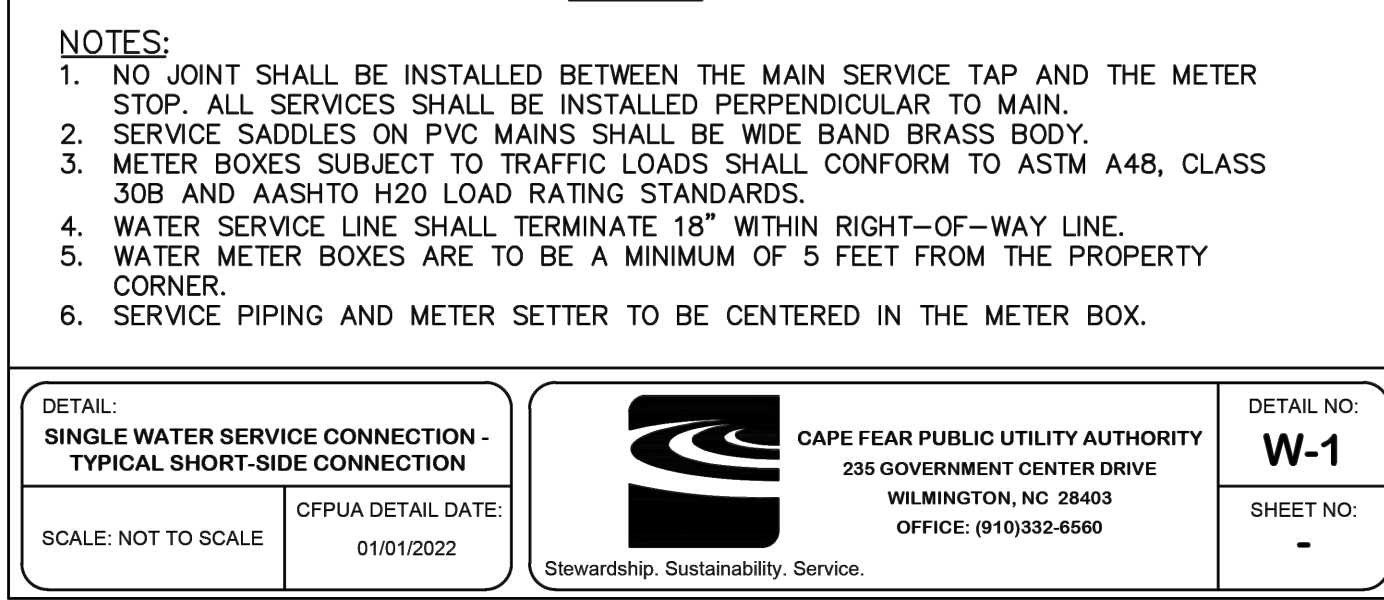 NOTES:
1. NO JOINT SHALL BE INSTALLED BETWEEN THE MAIN SERVICE TAP AND THE METER
STOP. ALL SERVICES SHALL BE INSTALLED PERPENDICULAR TO MAIN.
2. SERVICE SADDLES ON PVC MAINS SHALL BE WIDE BAND BRASS BODY.
3. METER BOXES SUBJECT TO TRAFFIC LOADS SHALL CONFORM TO ASTM A48, CLASS
30B AND AASHTO H20 LOAD RATING STANDARDS.
4. WATER SERVICE LINE SHALL TERMINATE 18" WITHIN RIGHT-OF-WAY LINE.
5. WATER METER BOXES ARE TO BE A MINIMUM OF 5 FEET FROM THE PROPERTY
CORNER.
6. SERVICE PIPING AND METER SETTER TO BE CENTERED IN THE METER BOX.
DETAIL:
SINGLE WATER SERVICE CONNECTION -
TYPICAL SHORT-SIDE CONNECTION
SCALE: NOT TO SCALE
CFPUA DETAIL DATE:
01/01/2022
CAPE FEAR PUBLIC UTILITY AUTHORITY
235 GOVERNMENT CENTER DRIVE
WILMINGTON, NC 28403
OFFICE: (910)332-6560
Stewardship. Sustainability. Service.
DETAIL NO:
W-1
SHEET NO:
-